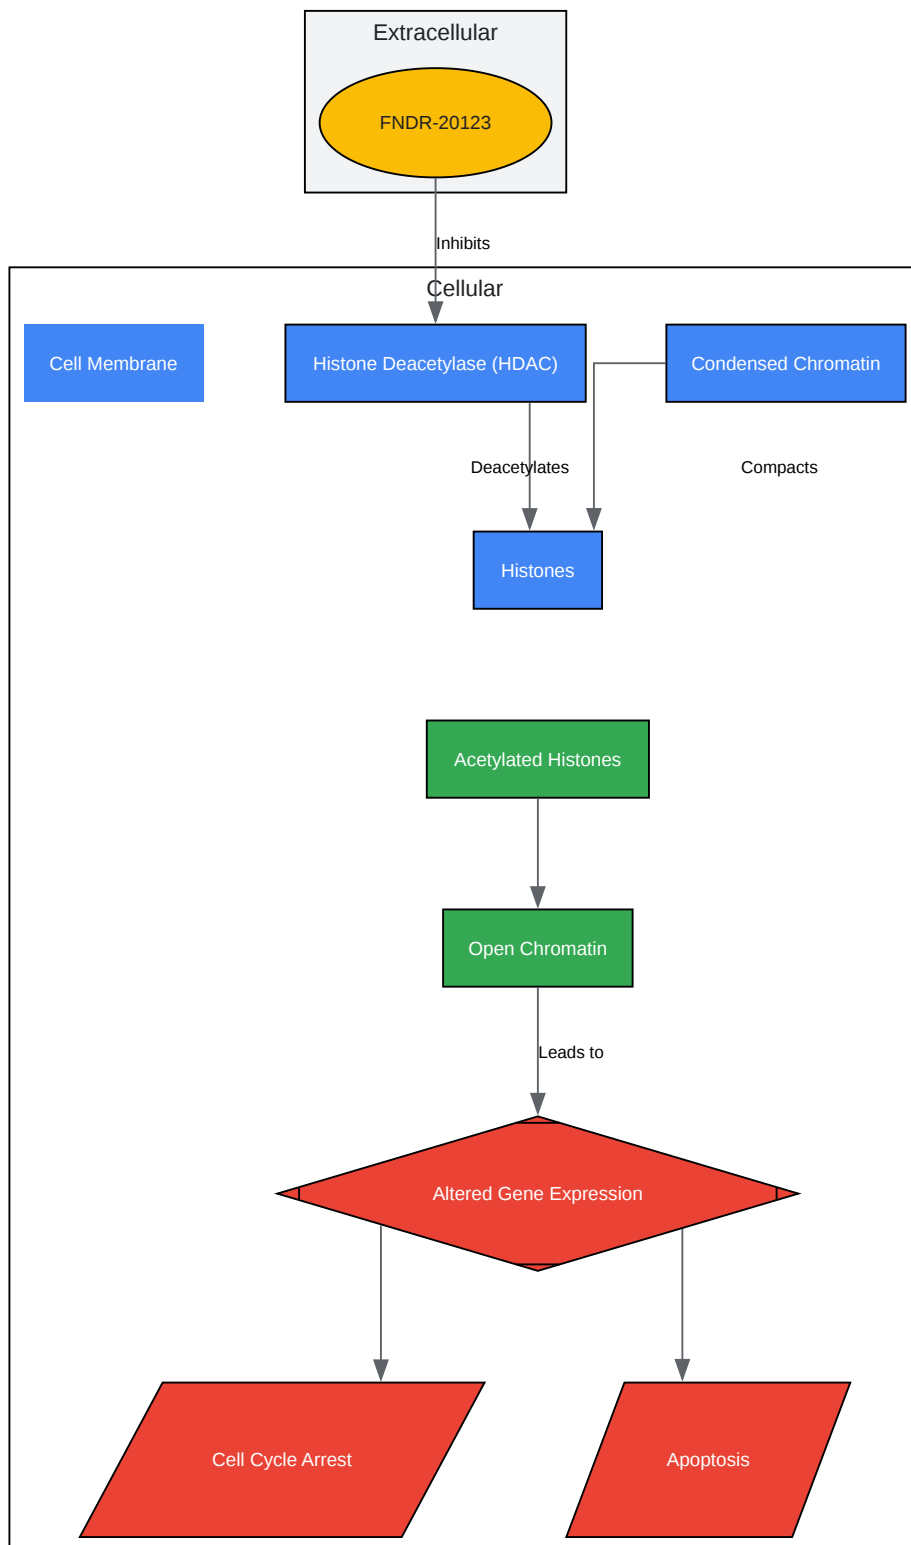 Extracellular
FNDR-20123
Inhibits
Cellular
Cell Membrane
Histone Deacetylase (HDAC)
Condensed Chromatin
Deacetylates
Compacts
Histones
Acetylated Histones
Open Chromatin
Leads to
Altered Gene Expression
Cell Cycle Arrest
Apoptosis